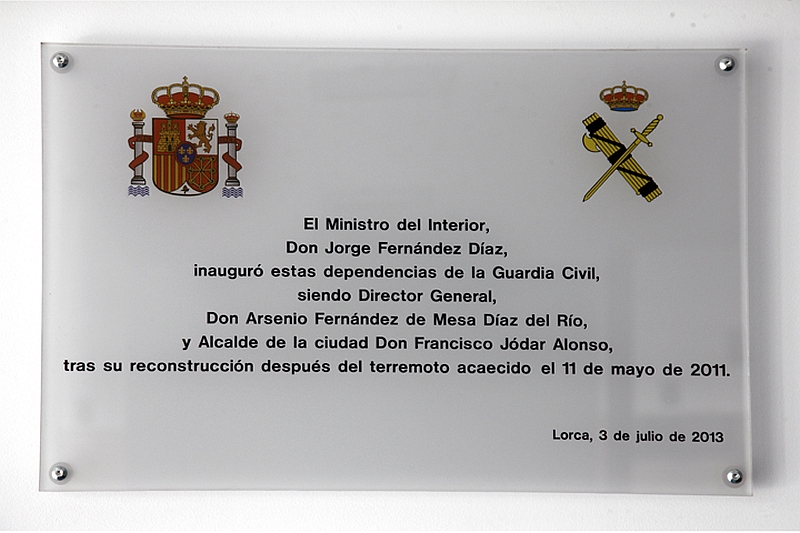 El Ministro del Interior,
Don Jorge Fernández Díaz,
inauguró estas dependencias de la Guardia Civil,
siendo Director General,
Don Arsenio Fernández de Mesa Díaz del Río,
y Alcalde de la ciudad Don Francisco Jódar Alonso,
tras su reconstrucción después del terremoto acaecido el 11 de mayo de 2011.
Lorca, 3 de julio de 2013